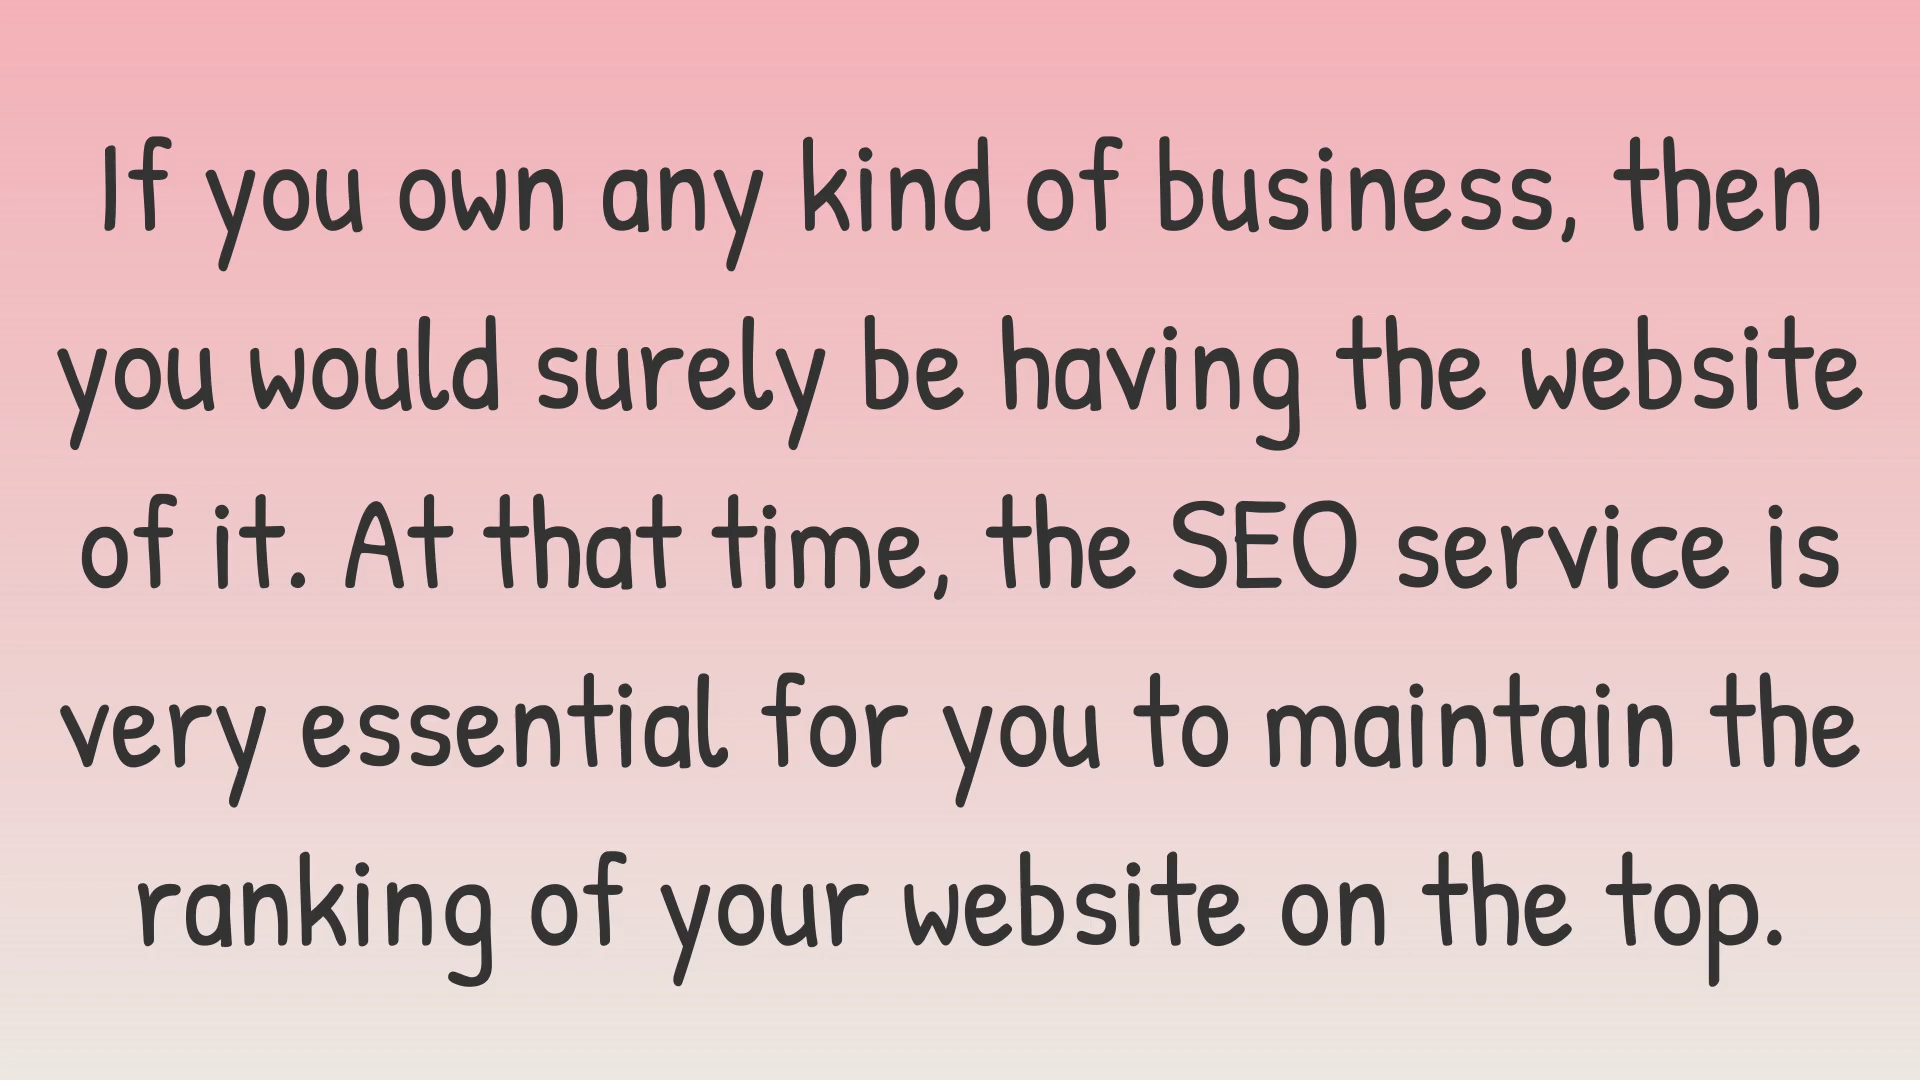 If you own any kind of business, then
you would surely be having the website
of it. At that time, the SEO service is
very essential for you to maintain the
ranking of your website on the top.